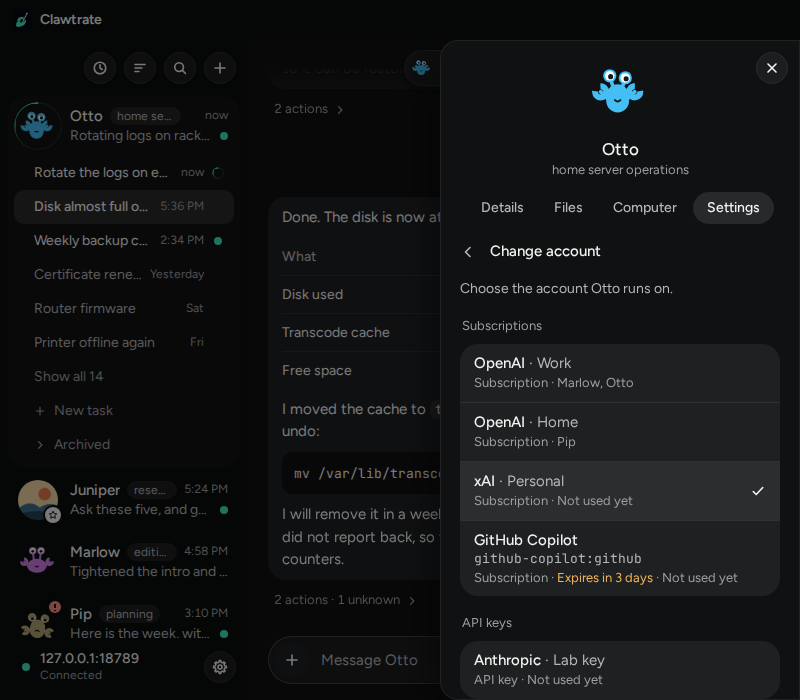 Clawtrate
Otto home se... now
Rotating logs on rack...
Rotate the logs on e... now
Disk almost full o... 5:36 PM
Weekly backup c... 2:34 PM
Certificate rene... Yesterday
Router firmware Sat
Printer offline again Fri
Show all 14
+ New task
Archived
Juniper rese... 5:24 PM
Ask these five, and g...
Marlow editi... 4:58 PM
Tightened the intro and ...
Pip planning 3:10 PM
Here is the week. wit...
127.0.0.1:18789
Connected
2 actions
Done. The disk is now at
What
Disk used
Transcode cache
Free space
I moved the cache to
undo:
mv /var/lib/transc
I will remove it in a wee
did not report back, so
counters.
2 actions · 1 unknown
Message Otto
Otto
home server operations
Details Files Computer Settings
Change account
Choose the account Otto runs on.
Subscriptions
OpenAI · Work
Subscription · Marlow, Otto
OpenAI · Home
Subscription · Pip
xAI · Personal
Subscription · Not used yet
GitHub Copilot
github-copilot:github
Subscription · Expires in 3 days · Not used yet
API keys
Anthropic · Lab key
API key · Not used yet